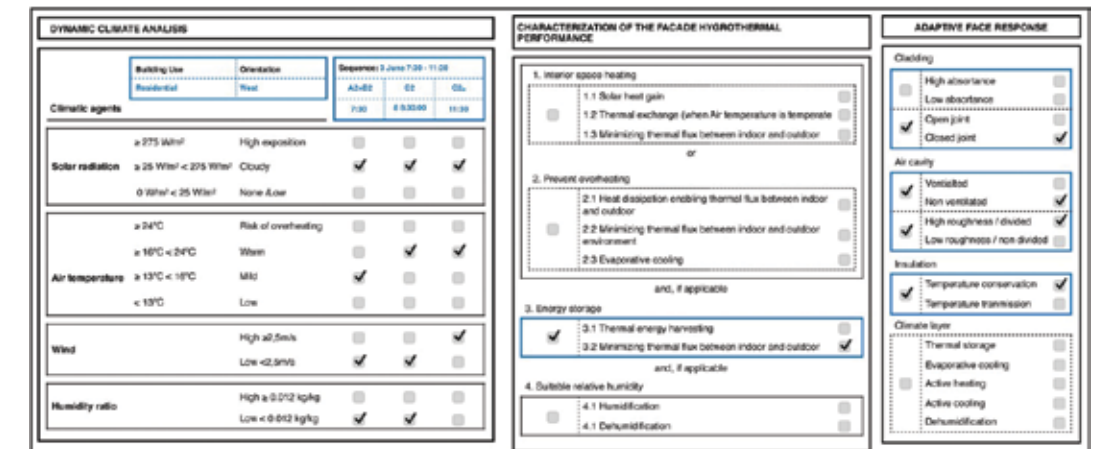 DYNAMIC CLIMATE ANALISIS
Building Use Orientation Sequence: 3 June 7:30 - 11:30
Residential West
Climatic agents 7:30 11:30
Solar radiation
≥ 275 W/m² High exposition
≥ 25 W/m² < 275 W/m² Cloudy
0 W/m² < 25 W/m² None /Low
Air temperature
≥ 24ºC Risk of overheating
≥ 16ºC < 24ºC Warm
≥ 13ºC < 16ºC Mild
< 13ºC Low
Wind
High ≥2,5m/s
Low <2,5m/s
Humidity ratio
High ≥ 0.012 kg/kg
Low < 0.012 kg/kg
CHARACTERIZATION OF THE FACADE HYGROTHERMAL
PERFORMANCE
1. Interior space heating
1.1 Solar heat gain
1.2 Thermal exchange (when Air temperature is temperate
1.3 Minimizing thermal flux between indoor and outdoor
or
2. Prevent overheating
2.1 Heat dissipation enobling thermal flux between indoor
and outdoor
2.2 Minimizing thermal flux between indoor and outdoor
environment
2.3 Evaporative cooling
and, if applicable
3. Energy storage
3.1 Thermal energy harvesting
3.2 Minimizing thermal flux between indoor and outdoor
and, if applicable
4. Suitable relative humidity
4.1 Humidification
4.1 Dehumidification
ADAPTIVE FACE RESPONSE
Cladding
High absortance
Low absortance
Open joint
Closed joint
Air cavity
Non ventilated
High roughness / divided
Low roughness / non divided
Insulation
Temperature conservation
Temperature tranmission
Climate layer
Thermal storage
Evaporative cooling
Active heating
Active cooling
Dehumidification